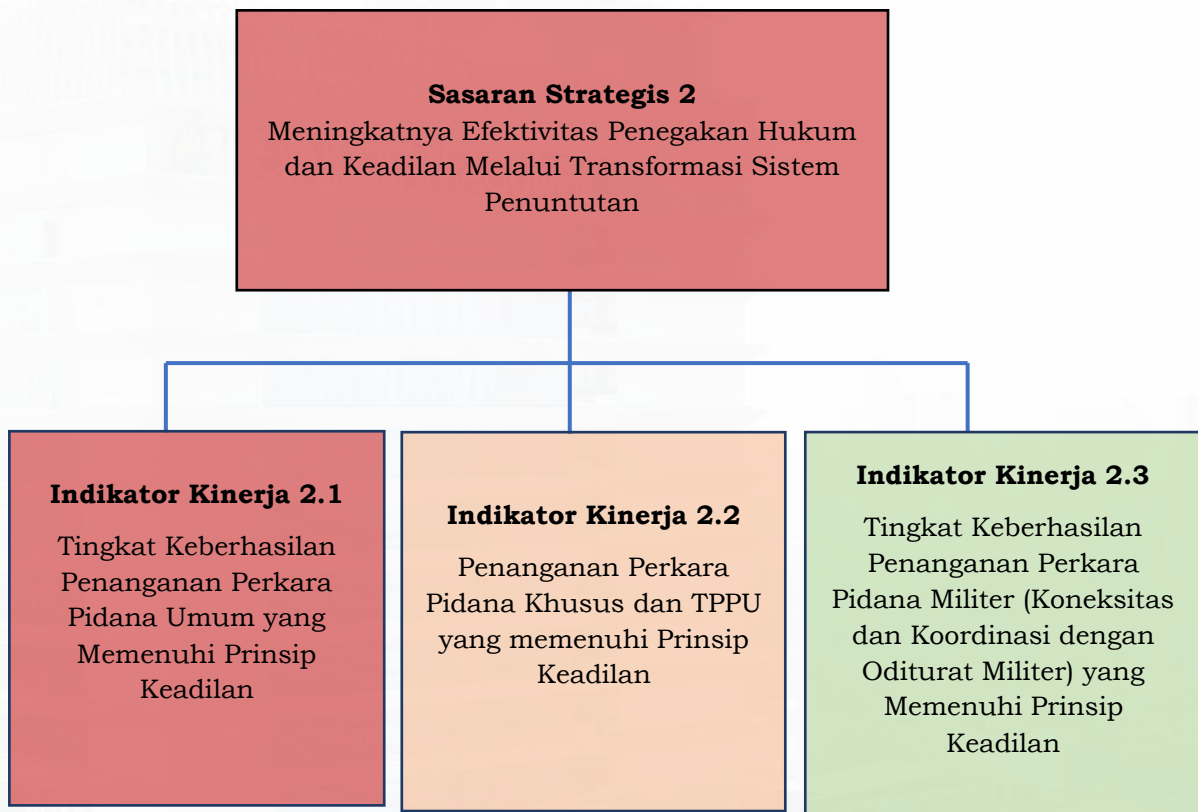 Sasaran Strategis 2
Meningkatnya Efektivitas Penegakan Hukum
dan Keadilan Melalui Transformasi Sistem
Penuntutan
Indikator Kinerja 2.1
Tingkat Keberhasilan
Penanganan Perkara
Pidana Umum yang
Memenuhi Prinsip
Keadilan
Indikator Kinerja 2.2
Penanganan Perkara
Pidana Khusus dan TPPU
yang memenuhi Prinsip
Keadilan
Indikator Kinerja 2.3
Tingkat Keberhasilan
Penanganan Perkara
Pidana Militer (Koneksitas
dan Koordinasi dengan
Oditurat Militer) yang
Memenuhi Prinsip
Keadilan